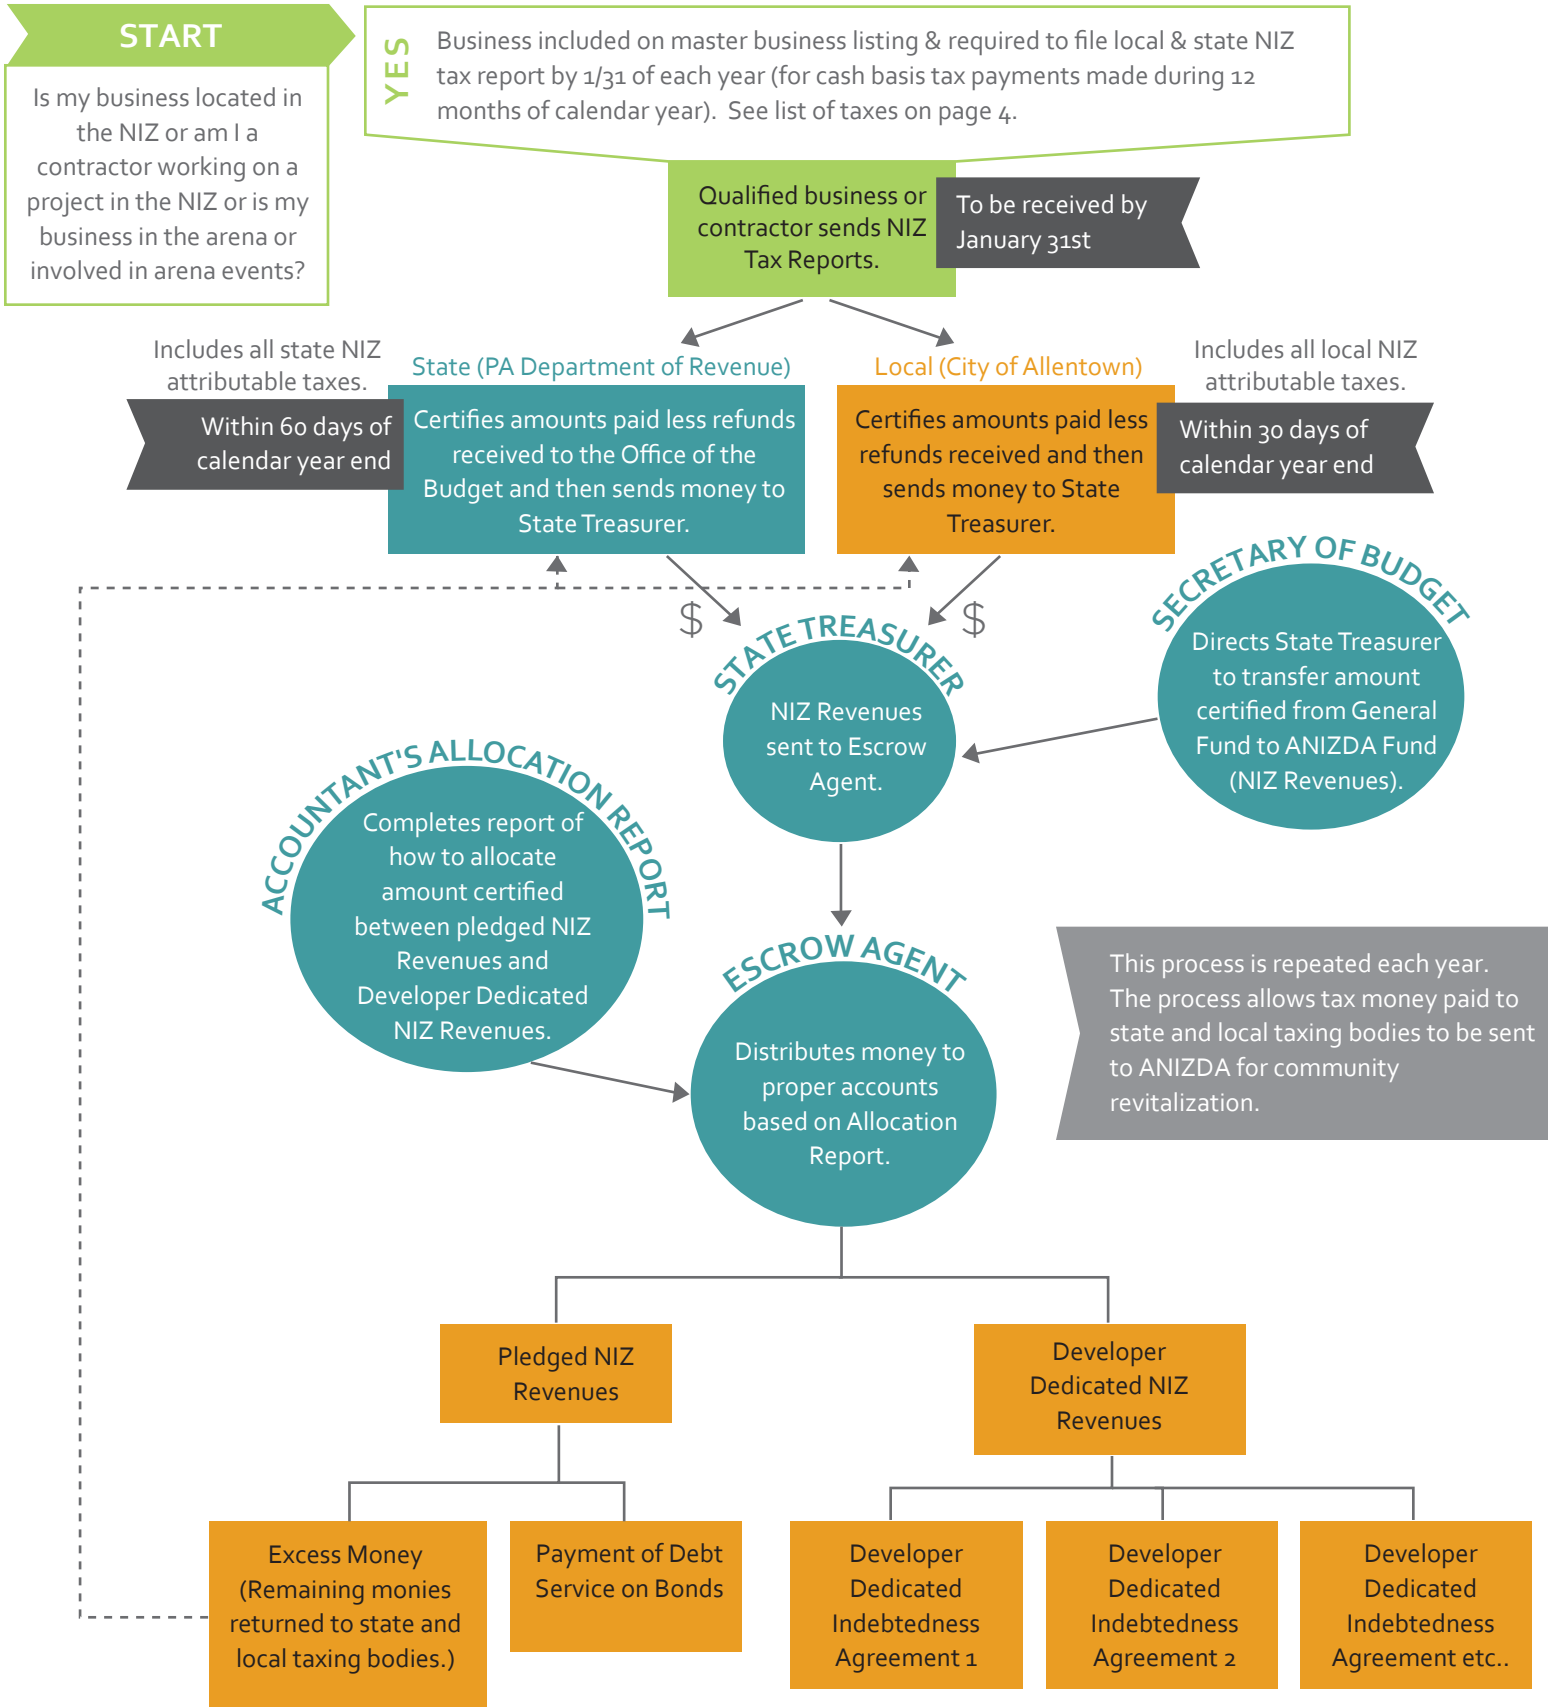 START
Is my business located in
the NIZ or am I a
contractor working on a
project in the NIZ or is my
business in the arena or
involved in arena events?
YES
Business included on master business listing & required to file local & state NIZ
tax report by 1/31 of each year (for cash basis tax payments made during 12
months of calendar year).  See list of taxes on page 4.
Qualified business or
contractor sends NIZ
Tax Reports.
To be received by
January 31st
Includes all state NIZ
attributable taxes.
Within 60 days of
calendar year end
State (PA Department of Revenue)
Certifies amounts paid less refunds
received to the Office of the
Budget and then sends money to
State Treasurer.
Local (City of Allentown)
Certifies amounts paid less
refunds received and then
sends money to State
Treasurer.
Includes all local NIZ
attributable taxes.
Within 30 days of
calendar year end
$
$
STATE TREASURER
NIZ Revenues
sent to Escrow
Agent.
SECRETARY OF BUDGET
Directs State Treasurer
to transfer amount
certified from General
Fund to ANIZDA Fund
(NIZ Revenues).
ACCOUNTANT'S ALLOCATION REPORT
Completes report of
how to allocate
amount certified
between pledged NIZ
Revenues and
Developer Dedicated
NIZ Revenues.
ESCROW AGENT
Distributes money to
proper accounts
based on Allocation
Report.
This process is repeated each year.
The process allows tax money paid to
state and local taxing bodies to be sent
to ANIZDA for community
revitalization.
Pledged NIZ
Revenues
Developer
Dedicated NIZ
Revenues
Excess Money
(Remaining monies
returned to state and
local taxing bodies.)
Payment of Debt
Service on Bonds
Developer
Dedicated
Indebtedness
Agreement 1
Developer
Dedicated
Indebtedness
Agreement 2
Developer
Dedicated
Indebtedness
Agreement etc..